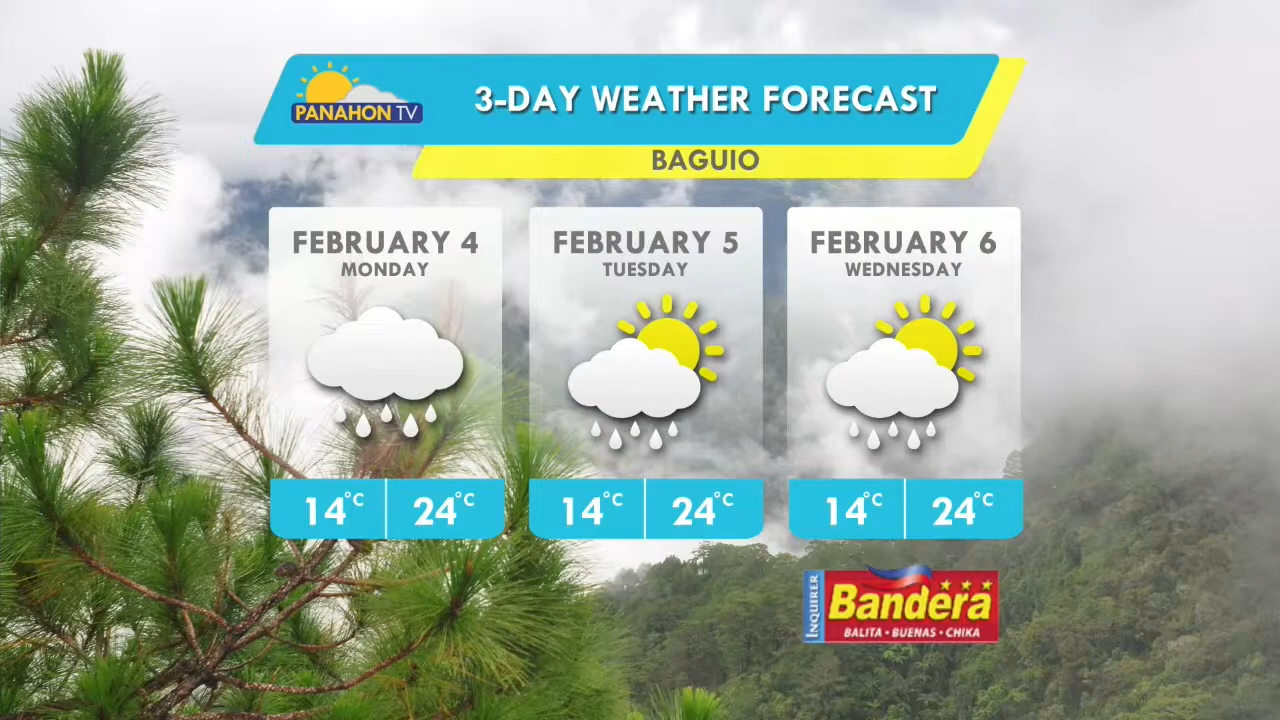 PANAHON TV
3-DAY WEATHER FORECAST
BAGUIO
FEBRUARY 4
MONDAY
14°C
24°C
FEBRUARY 5
TUESDAY
14°C
24°C
FEBRUARY 6
WEDNESDAY
14°C
24°C
INQUIRER
Bandera
BALITA • BUENAS • CHIKA